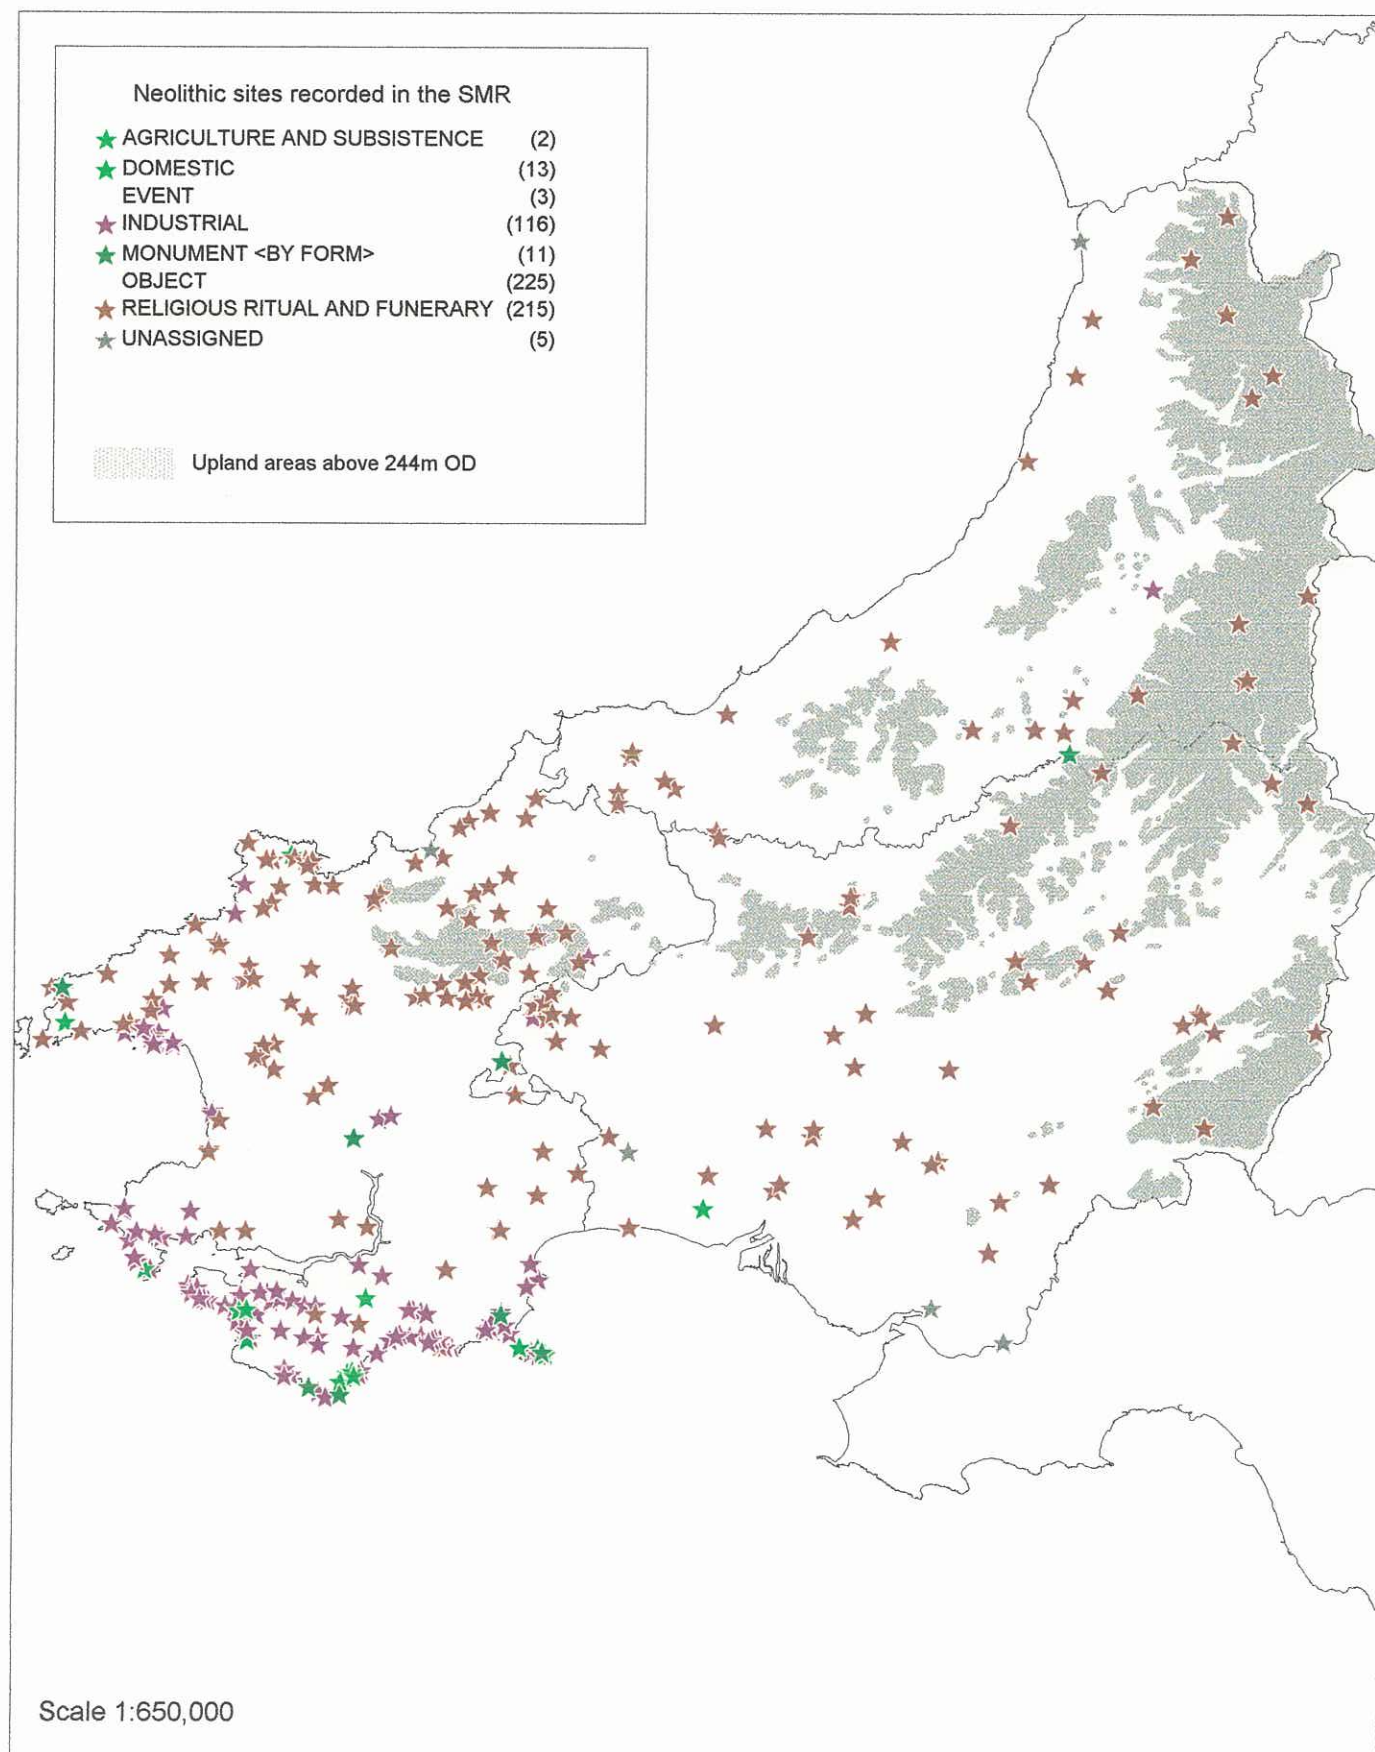 Neolithic sites recorded in the SMR
AGRICULTURE AND SUBSISTENCE (2)
DOMESTIC (13)
EVENT (3)
INDUSTRIAL (116)
MONUMENT <BY FORM> (11)
OBJECT (225)
RELIGIOUS RITUAL AND FUNERARY (215)
UNASSIGNED (5)
Upland areas above 244m OD
Scale 1:650,000